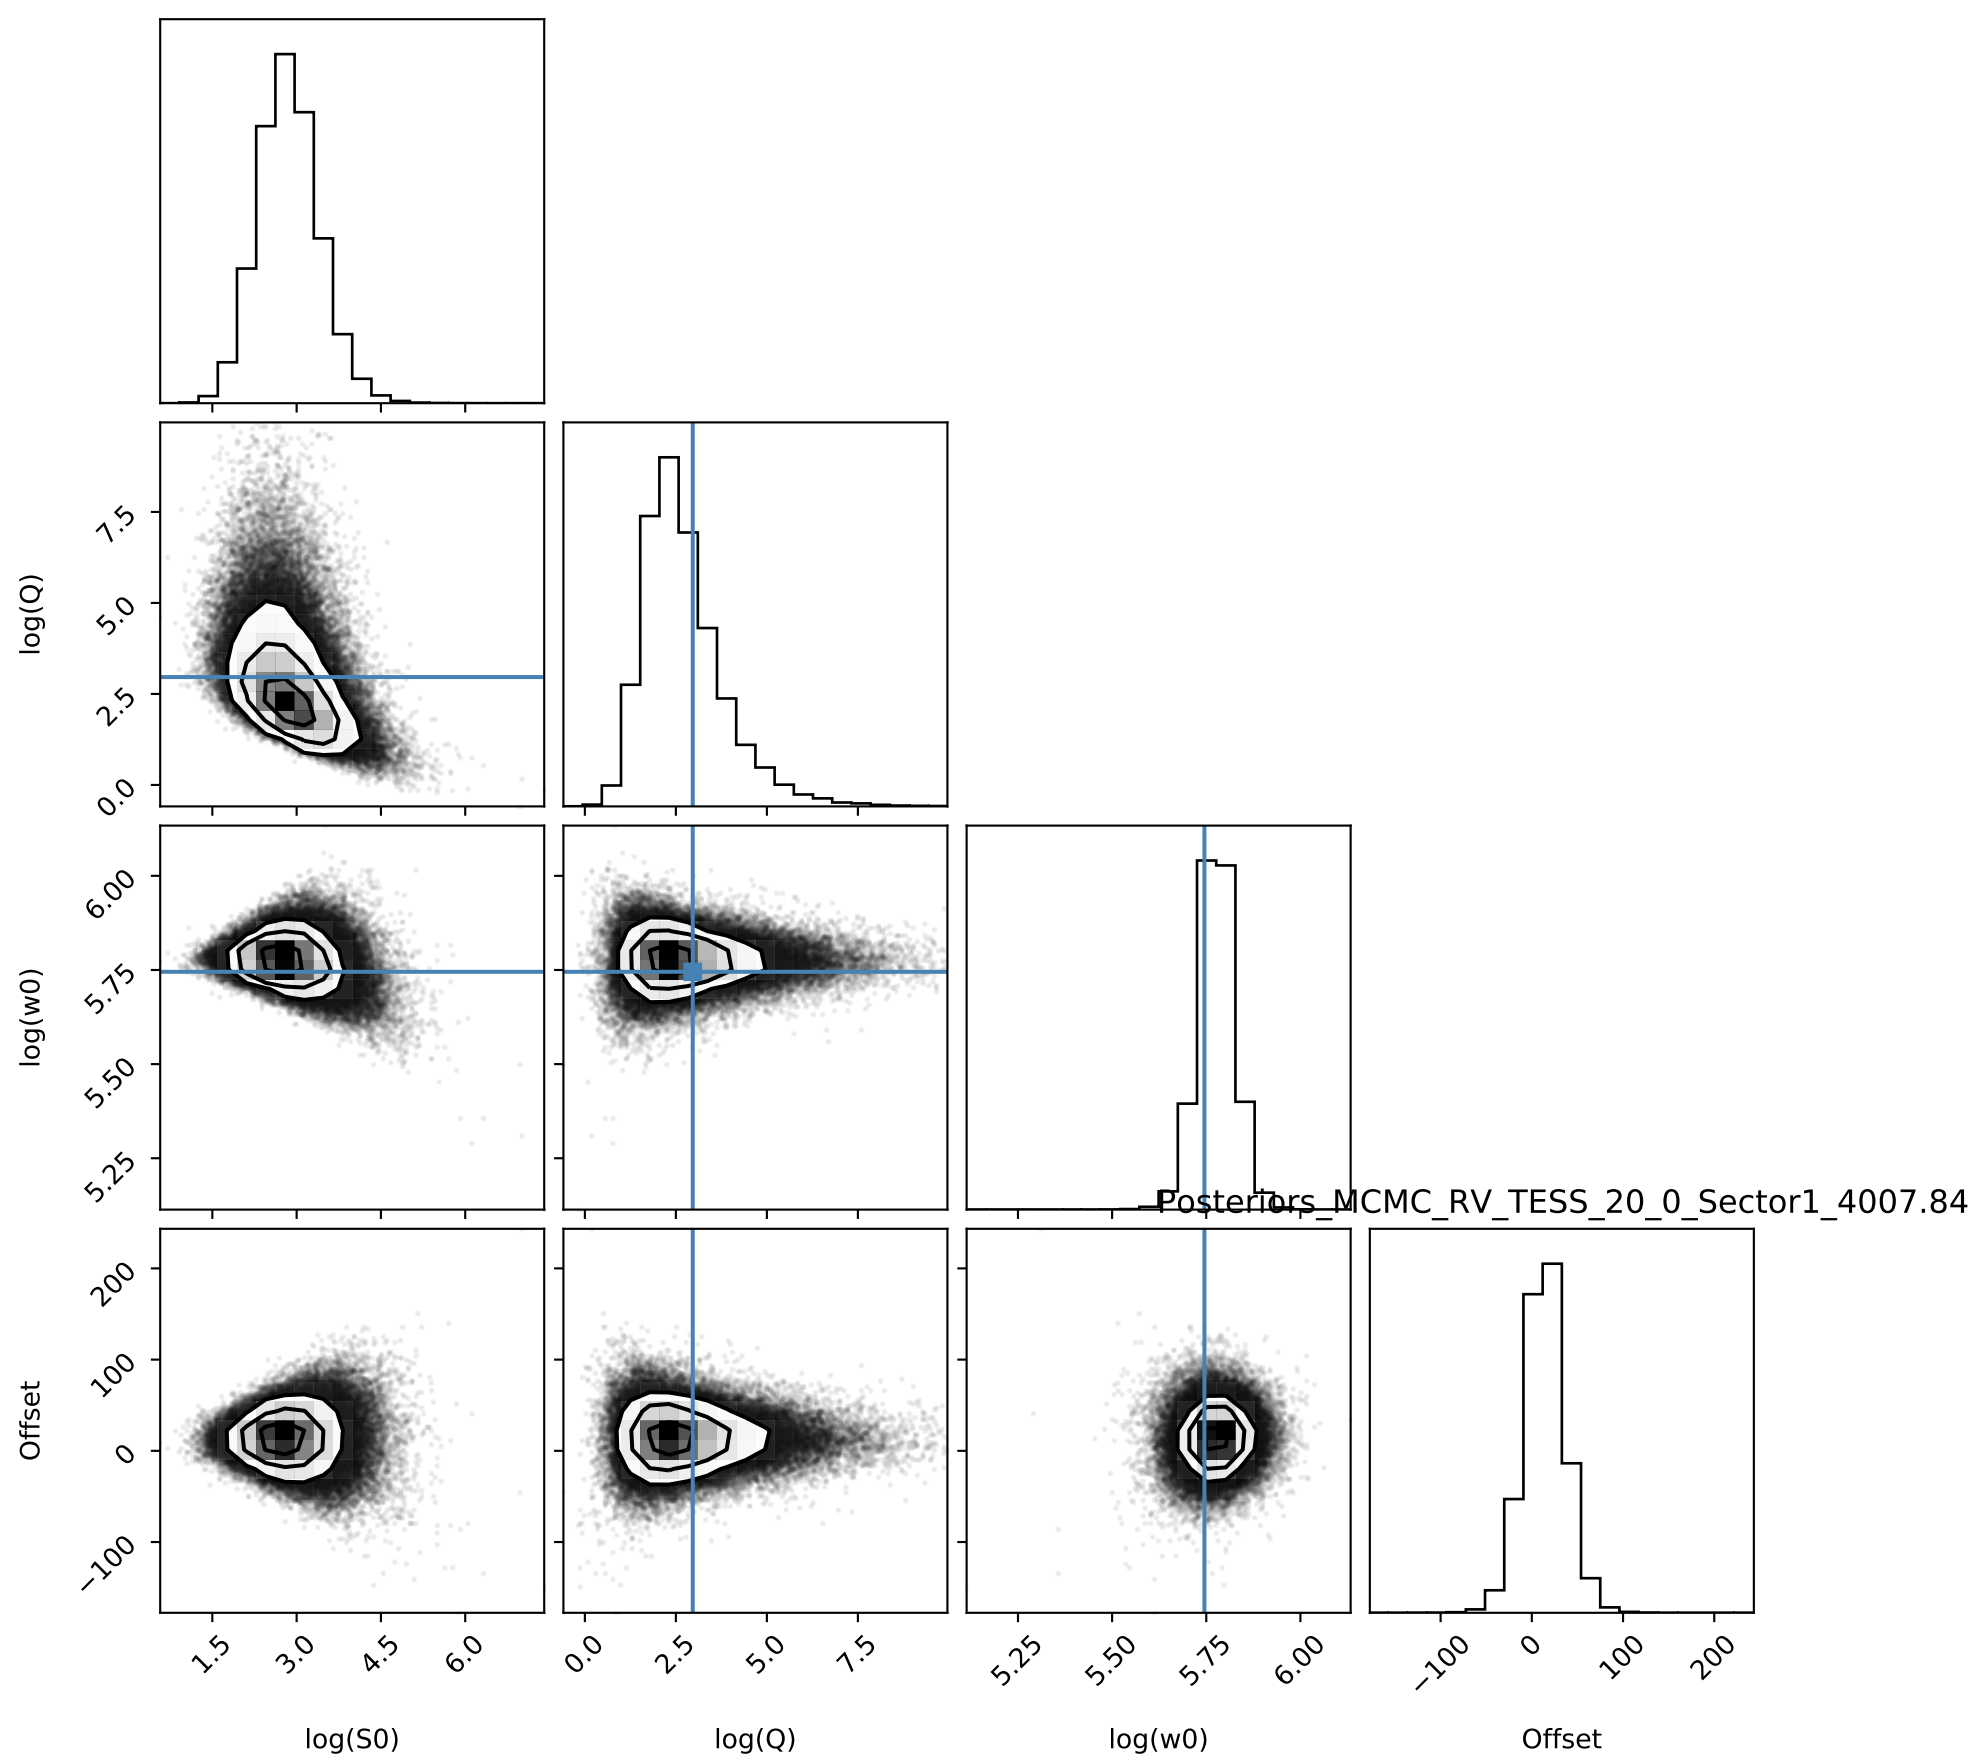 log(Q)
7.5
5.0
2.5
0.0
log(w0)
6.00
5.75
5.50
5.25
Posteriors_MCMC_RV_TESS_20_0_Sector1_4007.84
Offset
200
100
0
−100
1.5 3.0 4.5 6.0 0.0 2.5 5.0 7.5 5.25 5.50 5.75 6.00 −100 0 100 200
log(S0) log(Q) log(w0) Offset